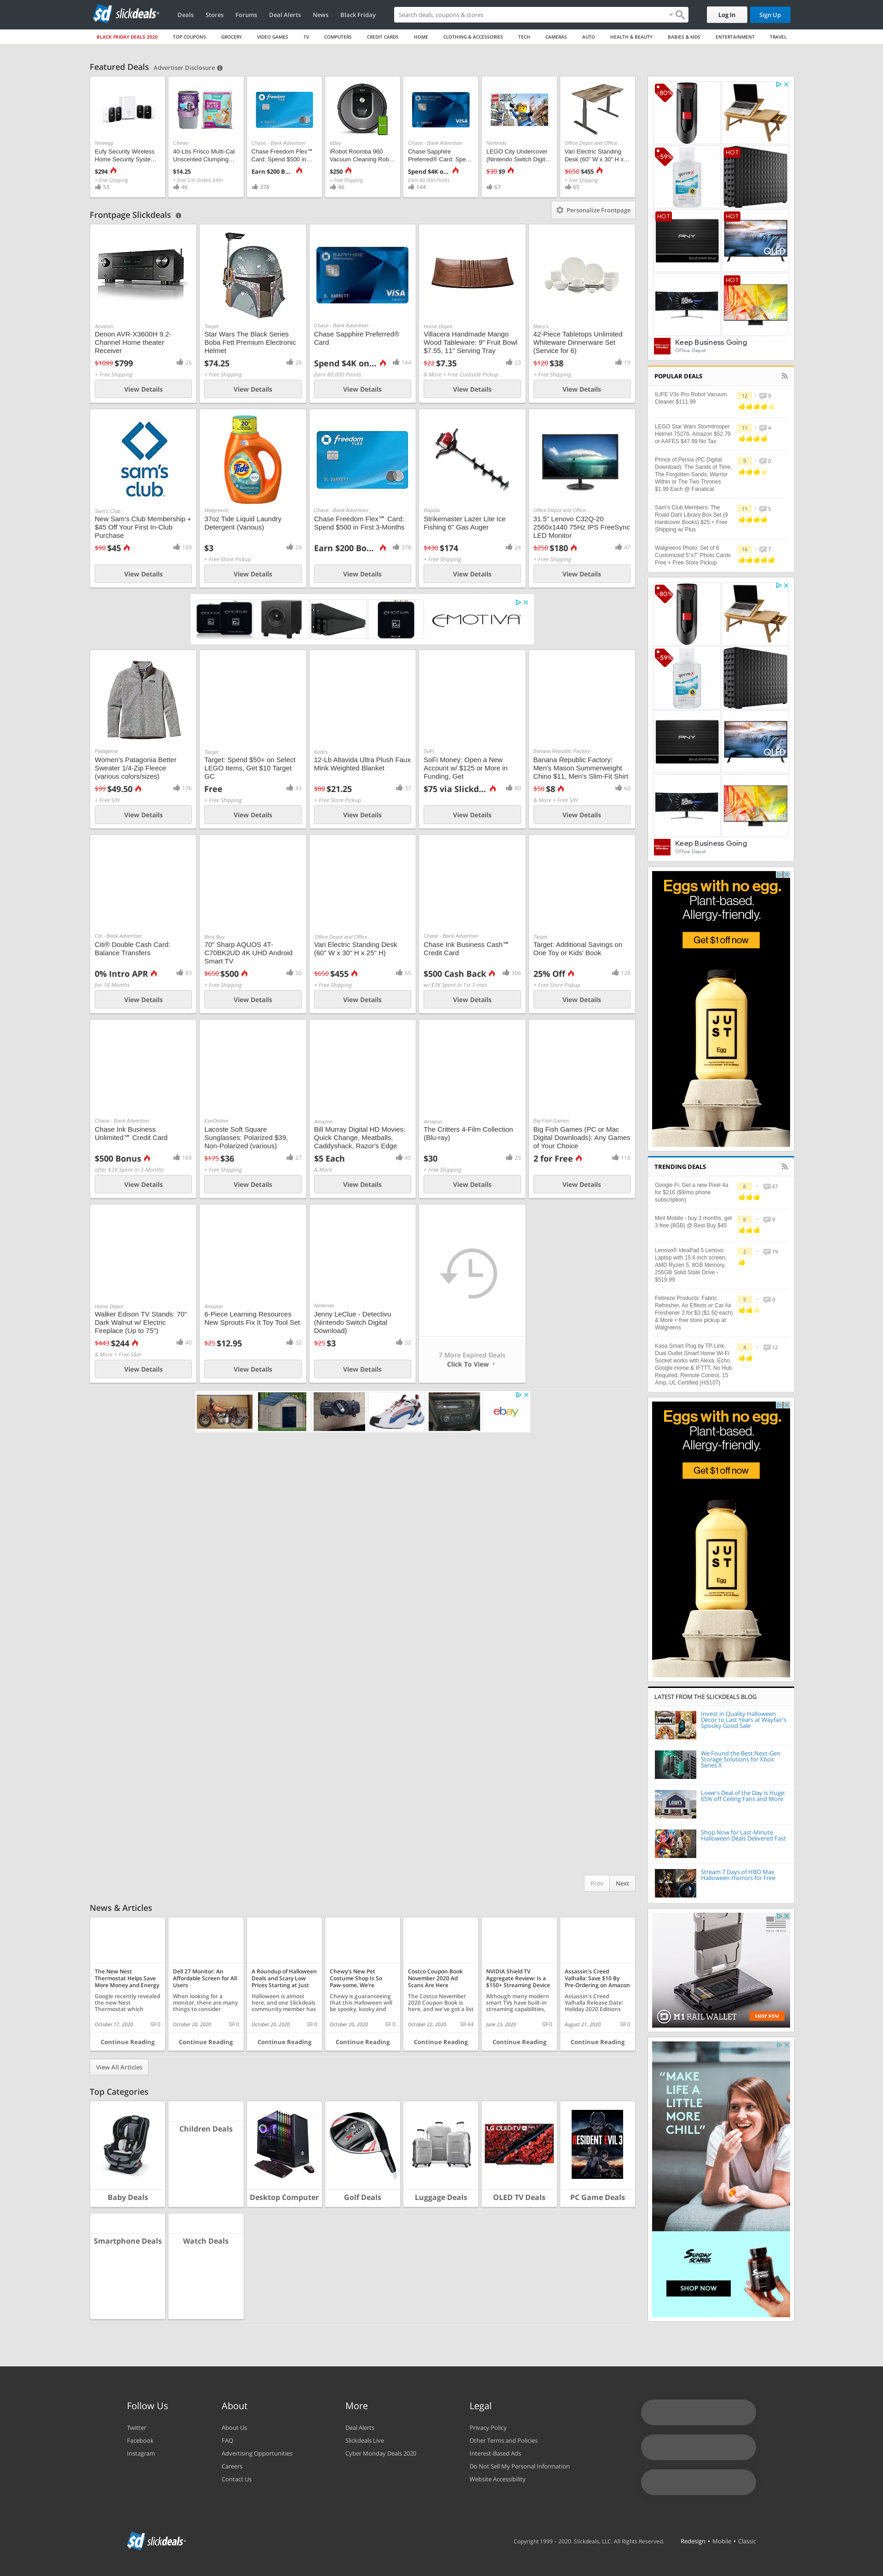 slickdeals
Deals
Stores
Forums
Deal Alerts
News
Black Friday
Search deals, coupons & stores
Log In
Sign Up
BLACK FRIDAY DEALS 2020
TOP COUPONS
GROCERY
VIDEO GAMES
TV
COMPUTERS
CREDIT CARDS
HOME
CLOTHING & ACCESSORIES
TECH
CAMERAS
AUTO
HEALTH & BEAUTY
BABIES & KIDS
ENTERTAINMENT
TRAVEL
Featured Deals Advertiser Disclosure
Newegg
Eufy Security Wireless
Home Security Syste...
$294
+ Free Shipping
53
Chewy
40-Lbs Frisco Multi-Cat
Unscented Clumping...
$14.25
+ Free S/H Orders $49+
46
Chase - Bank Advertiser
Chase Freedom Flex℠
Card: Spend $500 in...
Earn $200 B...
378
eBay
iRobot Roomba 960
Vacuum Cleaning Rob...
$250
+ Free Shipping
46
Chase - Bank Advertiser
Chase Sapphire
Preferred® Card: Spe...
Spend $4K o...
Earn 80,000 Points
144
Nintendo
LEGO City Undercover
(Nintendo Switch Digit...
$30 $9
67
Office Depot and Office...
Vari Electric Standing
Desk (60" W x 30" H x...
$650 $455
+ Free Shipping
65
Frontpage Slickdeals
Personalize Frontpage
Amazon
Denon AVR-X3600H 9.2-
Channel Home theater
Receiver
$1099 $799
26
+ Free Shipping
View Details
Target
Star Wars The Black Series
Boba Fett Premium Electronic
Helmet
$74.25
28
+ Free Shipping
View Details
Chase - Bank Advertiser
Chase Sapphire Preferred®
Card
Spend $4K on...
144
Earn 80,000 Points
View Details
Home Depot
Villacera Handmade Mango
Wood Tableware: 9" Fruit Bowl
$7.55, 11" Serving Tray
$22 $7.35
23
& More + Free Curbside Pickup
View Details
Macy's
42-Piece Tabletops Unlimited
Whiteware Dinnerware Set
(Service for 6)
$120 $38
19
+ Free Shipping
View Details
sam's club
Sam's Club
New Sam's Club Membership +
$45 Off Your First In-Club
Purchase
$90 $45
109
View Details
Walgreens
37oz Tide Liquid Laundry
Detergent (Various)
$3
29
+ Free Store Pickup
View Details
Chase - Bank Advertiser
Chase Freedom Flex℠ Card:
Spend $500 in First 3-Months
Earn $200 Bo...
378
View Details
Rapala
Strikemaster Lazer Lite Ice
Fishing 6" Gas Auger
$430 $174
24
+ Free Shipping
View Details
Office Depot and Office...
31.5" Lenovo C32Q-20
2560x1440 75Hz IPS FreeSync
LED Monitor
$250 $180
47
+ Free Shipping
View Details
EMOTIVA
Patagonia
Women's Patagonia Better
Sweater 1/4-Zip Fleece
(various colors/sizes)
$99 $49.50
176
+ Free S/H
View Details
Target
Target: Spend $50+ on Select
LEGO Items, Get $10 Target
GC
Free
43
+ Free Shipping
View Details
Kohl's
12-Lb Altavida Ultra Plush Faux
Mink Weighted Blanket
$80 $21.25
37
+ Free Store Pickup
View Details
SoFi
SoFi Money: Open a New
Account w/ $125 or More in
Funding, Get
$75 via Slickd...
80
View Details
Banana Republic Factory
Banana Republic Factory:
Men's Mason Summerweight
Chino $11, Men's Slim-Fit Shirt
$50 $8
60
& More + Free S/H
View Details
Citi - Bank Advertiser
Citi® Double Cash Card:
Balance Transfers
0% Intro APR
83
for 18 Months
View Details
Best Buy
70" Sharp AQUOS 4T-
C70BK2UD 4K UHD Android
Smart TV
$650 $500
50
+ Free Shipping
View Details
Office Depot and Office...
Vari Electric Standing Desk
(60" W x 30" H x 25" H)
$650 $455
65
+ Free Shipping
View Details
Chase - Bank Advertiser
Chase Ink Business Cash℠
Credit Card
$500 Cash Back
306
w/ $3K Spent in 1st 3-mos
View Details
Target
Target: Additional Savings on
One Toy or Kids' Book
25% Off
128
+ Free Store Pickup
View Details
Chase - Bank Advertiser
Chase Ink Business
Unlimited℠ Credit Card
$500 Bonus
169
after $3K Spent in 3-Months
View Details
EyeDictive
Lacoste Soft Square
Sunglasses: Polarized $39,
Non-Polarized (various)
$175 $36
27
+ Free Shipping
View Details
Amazon
Bill Murray Digital HD Movies:
Quick Change, Meatballs,
Caddyshack, Razor's Edge
$5 Each
45
& More
View Details
Amazon
The Critters 4-Film Collection
(Blu-ray)
$30
25
+ Free Shipping
View Details
Big Fish Games
Big Fish Games (PC or Mac
Digital Downloads): Any Games
of Your Choice
2 for Free
118
View Details
Home Depot
Walker Edison TV Stands: 70"
Dark Walnut w/ Electric
Fireplace (Up to 75")
$443 $244
40
& More + Free S&H
View Details
Amazon
6-Piece Learning Resources
New Sprouts Fix It Toy Tool Set
$25 $12.95
32
View Details
Nintendo
Jenny LeClue - Detectivu
(Nintendo Switch Digital
Download)
$25 $3
52
View Details
7 More Expired Deals
Click To View
ebay
Prev
Next
-80%
-59%
HOT
HOT
HOT
HOT
PNY
QLED
Keep Business Going
Office Depot
POPULAR DEALS
ILIFE V3s Pro Robot Vacuum
Cleaner $111.99
12
9
LEGO Star Wars Stormtrooper
Helmet 75276, Amazon $52.79
or AAFES $47.99 No Tax
11
4
Prince of Persia (PC Digital
Download): The Sands of Time,
The Forgotten Sands, Warrior
Within or The Two Thrones
$1.99 Each @ Fanatical
9
0
Sam's Club Members: The
Roald Dahl Library Box Set (9
Hardcover Books) $25 + Free
Shipping w/ Plus
11
5
Walgreens Photo: Set of 6
Customized 5"x7" Photo Cards
Free + Free Store Pickup
16
7
-80%
-59%
PNY
QLED
Keep Business Going
Office Depot
Eggs with no egg.
Plant-based.
Allergy-friendly.
Get $1 off now
JUST
Egg
TRENDING DEALS
Google Fi: Get a new Pixel 4a
for $216 ($9/mo phone
subscription)
6
67
Mint Mobile - buy 3 months, get
3 free (8GB) @ Best Buy $45
6
9
Lenovo® IdeaPad 5 Lenovo
Laptop with 15.6 inch screen,
AMD Ryzen 5, 8GB Memory,
256GB Solid State Drive -
$519.99
2
19
Febreze Products: Fabric
Refresher, Air Effects or Car Air
Freshener 2 for $3 ($1.50 each)
& More + free store pickup at
Walgreens
5
0
Kasa Smart Plug by TP-Link,
Dual Outlet Smart Home Wi-Fi
Socket works with Alexa, Echo,
Google Home & IFTTT, No Hub
Required, Remote Control, 15
Amp, UL Certified (HS107)
4
12
Eggs with no egg.
Plant-based.
Allergy-friendly.
Get $1 off now
JUST
Egg
LATEST FROM THE SLICKDEALS BLOG
Invest in Quality Halloween
Decor to Last Years at Wayfair's
Spooky Good Sale
We Found the Best Next-Gen
Storage Solutions for Xbox
Series X
Lowe's Deal of the Day is Huge:
65% off Ceiling Fans and More
Shop Now for Last-Minute
Halloween Deals Delivered Fast
Stream 7 Days of HBO Max
Halloween Horrors for Free
M1 RAIL WALLET
SHOP NOW
"MAKE
LIFE A
LITTLE
MORE
CHILL"
SUNDAY
SCARIES
SHOP NOW
News & Articles
The New Nest
Thermostat Helps Save
More Money and Energy
Google recently revealed
the new Nest
Thermostat which
October 17, 2020
0
Continue Reading
Dell 27 Monitor: An
Affordable Screen for All
Users
When looking for a
monitor, there are many
things to consider
October 20, 2020
0
Continue Reading
A Roundup of Halloween
Deals and Scary Low
Prices Starting at Just
Halloween is almost
here, and one Slickdeals
community member has
October 20, 2020
0
Continue Reading
Chewy's New Pet
Costume Shop Is So
Paw-some, We're
Chewy is guaranteeing
that this Halloween will
be spooky, kooky and
October 20, 2020
0
Continue Reading
Costco Coupon Book
November 2020 Ad
Scans Are Here
The Costco November
2020 Coupon Book is
here, and we've got a list
October 22, 2020
44
Continue Reading
NVIDIA Shield TV
Aggregate Review: Is a
$150+ Streaming Device
Although many modern
smart TVs have built-in
streaming capabilities,
June 23, 2020
0
Continue Reading
Assassin's Creed
Valhalla: Save $10 By
Pre-Ordering on Amazon
Assassin's Creed
Valhalla Release Date:
Holiday 2020 Editions
August 21, 2020
0
Continue Reading
View All Articles
Top Categories
Baby Deals
Children Deals
Desktop Computer
Golf Deals
Luggage Deals
LG OLED TV
OLED TV Deals
RESIDENT EVIL 3
PC Game Deals
Smartphone Deals
Watch Deals
Follow Us
Twitter
Facebook
Instagram
About
About Us
FAQ
Advertising Opportunities
Careers
Contact Us
More
Deal Alerts
Slickdeals Live
Cyber Monday Deals 2020
Legal
Privacy Policy
Other Terms and Policies
Interest-Based Ads
Do Not Sell My Personal Information
Website Accessibility
slickdeals
Copyright 1999 - 2020. Slickdeals, LLC. All Rights Reserved.
Redesign • Mobile • Classic